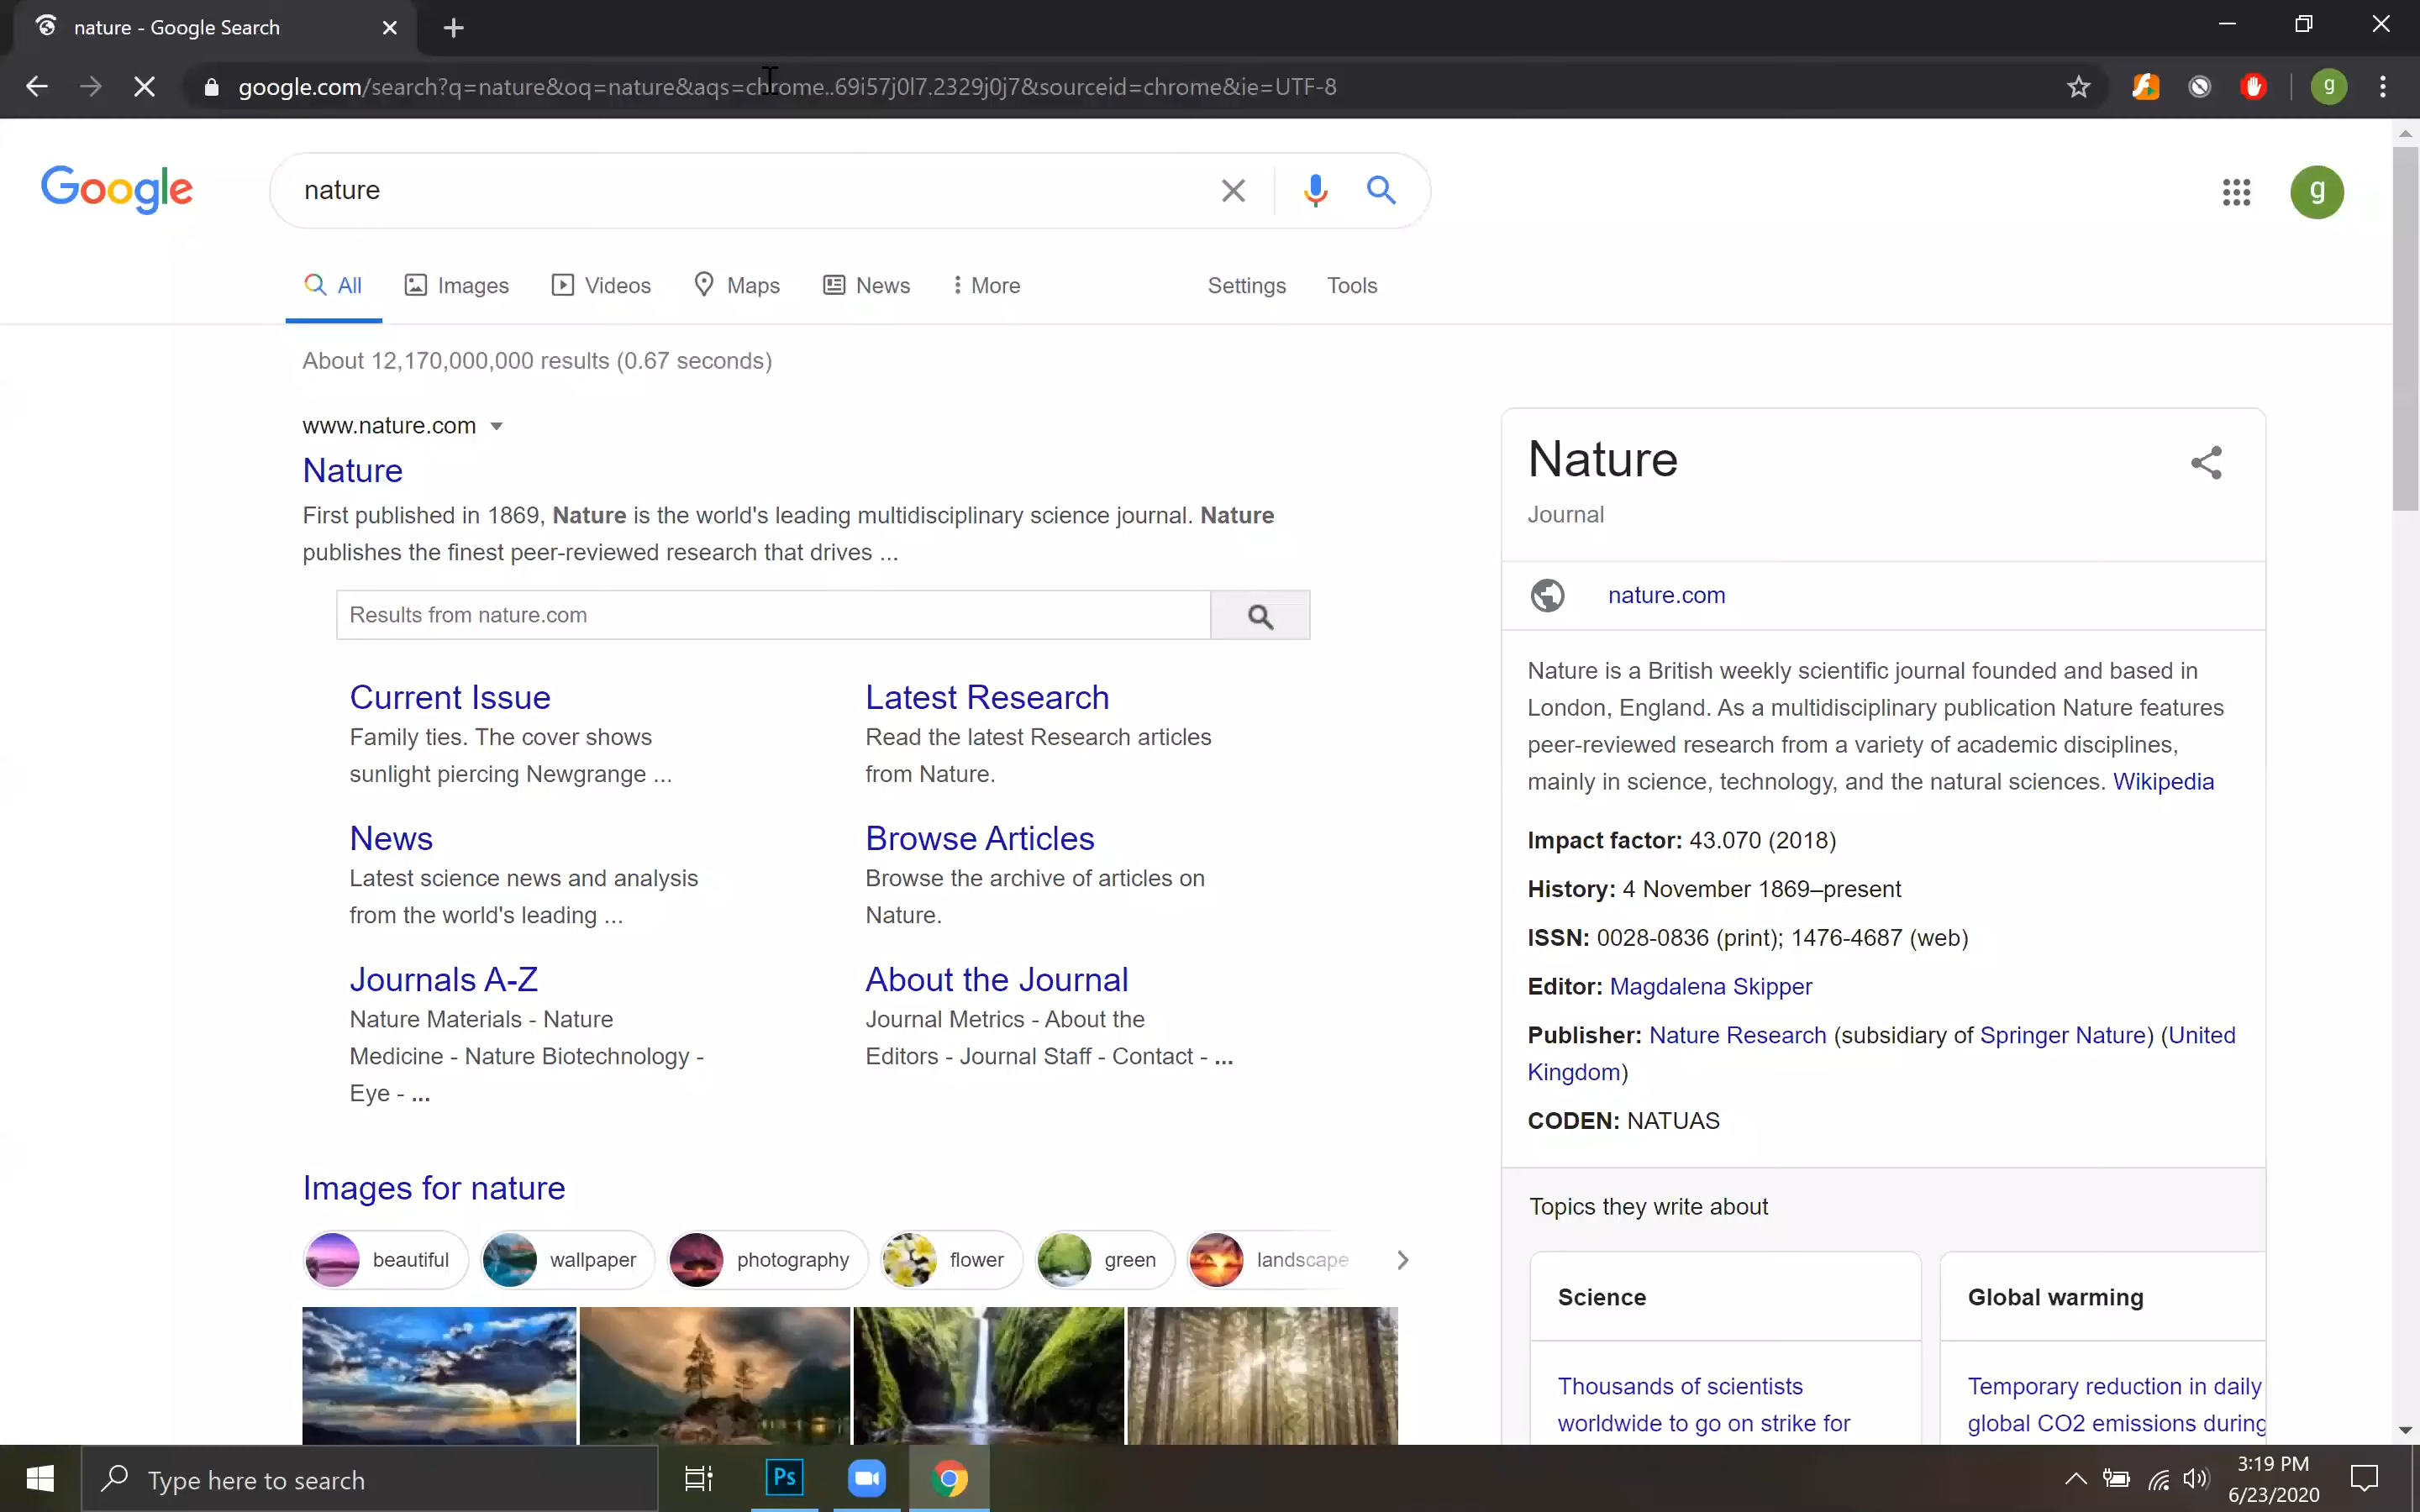 nature - Google Search
google.com/search?q=nature&oq=nature&aqs=chrome..69i57j0l7.2329j0j7&sourceid=chrome&ie=UTF-8
g
Google
nature
g
All
Images
Videos
Maps
News
More
Settings
Tools
About 12,170,000,000 results (0.67 seconds)
www.nature.com
Nature
First published in 1869, Nature is the world's leading multidisciplinary science journal. Nature
publishes the finest peer-reviewed research that drives ...
Results from nature.com
Current Issue
Family ties. The cover shows
sunlight piercing Newgrange ...
Latest Research
Read the latest Research articles
from Nature.
News
Latest science news and analysis
from the world's leading ...
Browse Articles
Browse the archive of articles on
Nature.
Journals A-Z
Nature Materials - Nature
Medicine - Nature Biotechnology -
Eye - ...
About the Journal
Journal Metrics - About the
Editors - Journal Staff - Contact - ...
Images for nature
beautiful
wallpaper
photography
flower
green
landscape
Nature
Journal
nature.com
Nature is a British weekly scientific journal founded and based in
London, England. As a multidisciplinary publication Nature features
peer-reviewed research from a variety of academic disciplines,
mainly in science, technology, and the natural sciences. Wikipedia
Impact factor: 43.070 (2018)
History: 4 November 1869–present
ISSN: 0028-0836 (print); 1476-4687 (web)
Editor: Magdalena Skipper
Publisher: Nature Research (subsidiary of Springer Nature) (United
Kingdom)
CODEN: NATUAS
Topics they write about
Science
Thousands of scientists
worldwide to go on strike for
Global warming
Temporary reduction in daily
global CO2 emissions during
Type here to search
Ps
3:19 PM
6/23/2020